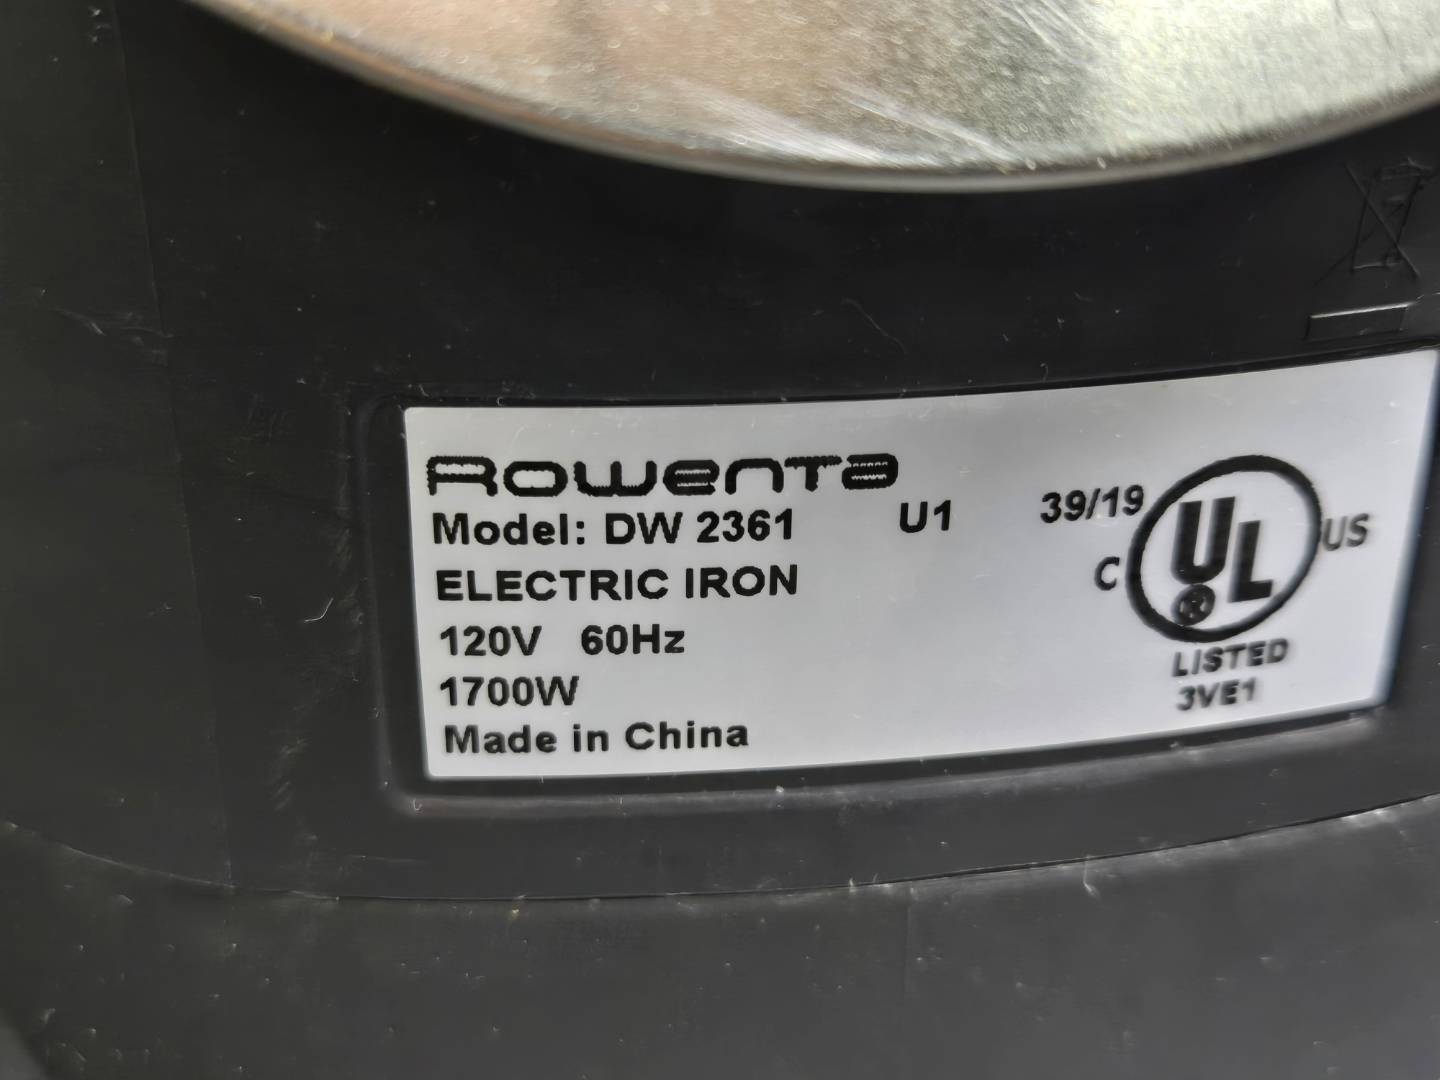 Rowenta
Model: DW 2361 U1 39/19
ELECTRIC IRON
120V 60Hz
1700W
Made in China
C UL® US
LISTED
3VE1